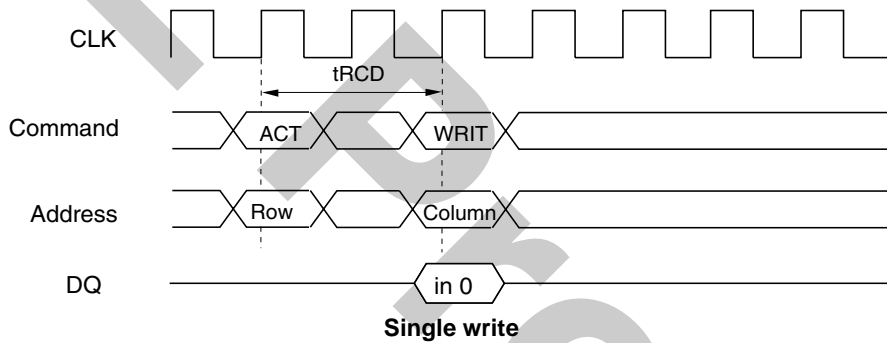 CLK
tRCD
Command ACT WRIT
Address Row Column
DQ in 0
Single write